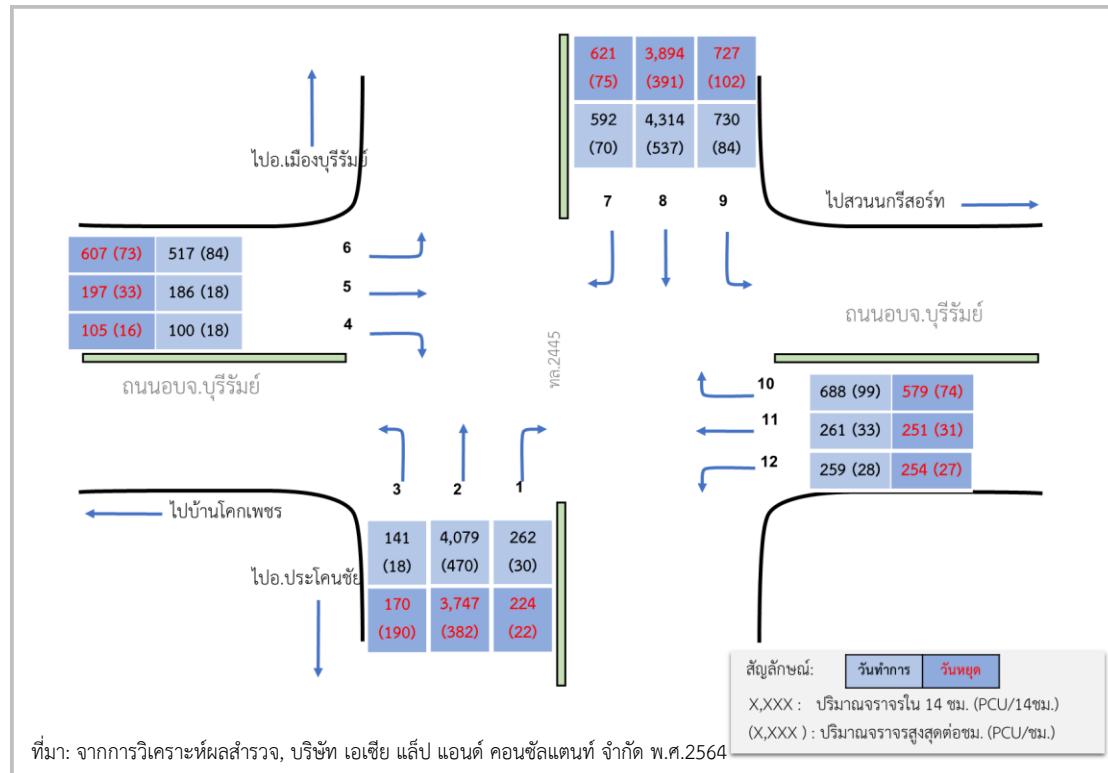 621 3,894 727
(75) (391) (102)
592 4,314 730
(70) (537) (84)
ไปอ.เมืองบุรีรัมย์
7 8 9
ไปสวนนกรีสอร์ท
6
607 (73) 517 (84)
5
197 (33) 186 (18)
4
105 (16) 100 (18)
ถนนอบจ.บุรีรัมย์
ถนนอบจ.บุรีรัมย์
ทล.2445
10
688 (99) 579 (74)
11
261 (33) 251 (31)
12
259 (28) 254 (27)
3 2 1
ไปบ้านโคกเพชร
141 4,079 262
(18) (470) (30)
ไปอ.ประโคนชัย
170 3,747 224
(190) (382) (22)
สัญลักษณ์: วันทำการ วันหยุด
X,XXX : ปริมาณจราจรใน 14 ชม. (PCU/14ชม.)
(X,XXX ) : ปริมาณจราจรสูงสุดต่อชม. (PCU/ชม.)
ที่มา: จากการวิเคราะห์ผลสำรวจ, บริษัท เอเซีย แล็ป แอนด์ คอนซัลแตนท์ จำกัด พ.ศ.2564